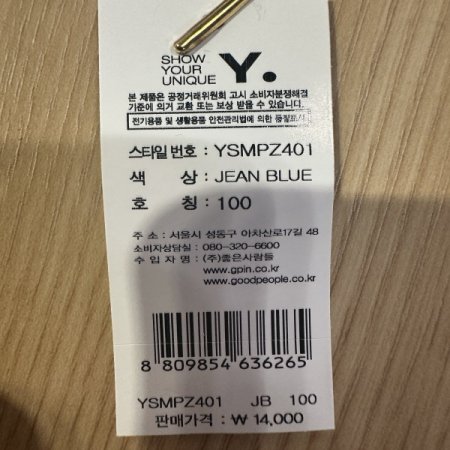 SHOW
YOUR
UNIQUE
Y.
본 제품은 공정거래위원회 고시 소비자분쟁해결
기준에 의거 교환 또는 보상 받을 수 있습니다.
전기용품 및 생활용품 안전관리법에 의한 품질표시
스타일번호 : YSMPZ401
색 상 : JEAN BLUE
호 칭 : 100
주 소 : 서울시 성동구 아차산로17길 48
소비자상담실 : 080-320-6600
수 입 자 명 : (주)좋은사람들
www.gpin.co.kr
www.goodpeople.co.kr
8 809854 636265
YSMPZ401 JB 100
판매가격 : ₩ 14,000